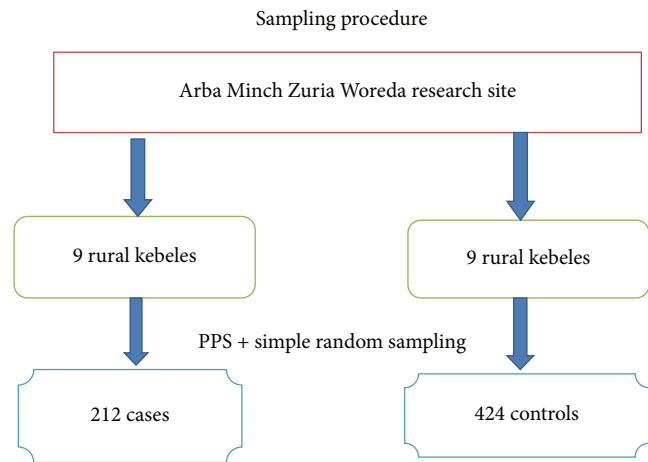 Sampling procedure
Arba Minch Zuria Woreda research site
9 rural kebeles
9 rural kebeles
PPS + simple random sampling
212 cases
424 controls